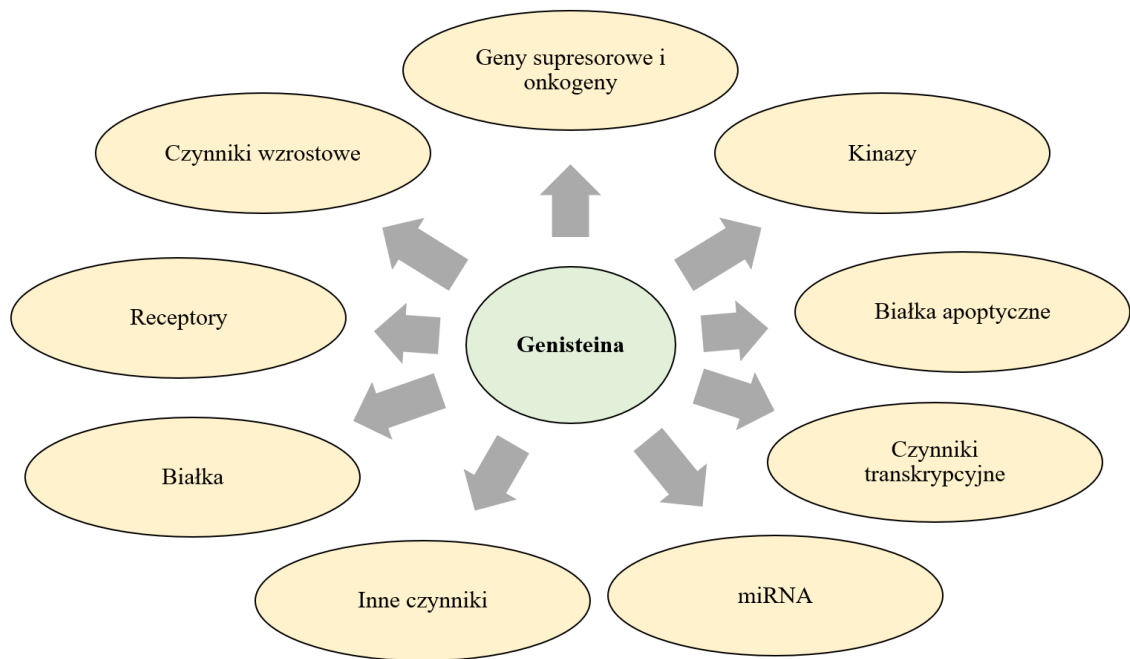 Geny supresorowe i
onkogeny
Czynniki wzrostowe
Kinazy
Receptory
Genisteina
Białka apoptyczne
Białka
Czynniki
transkrypcyjne
Inne czynniki
miRNA